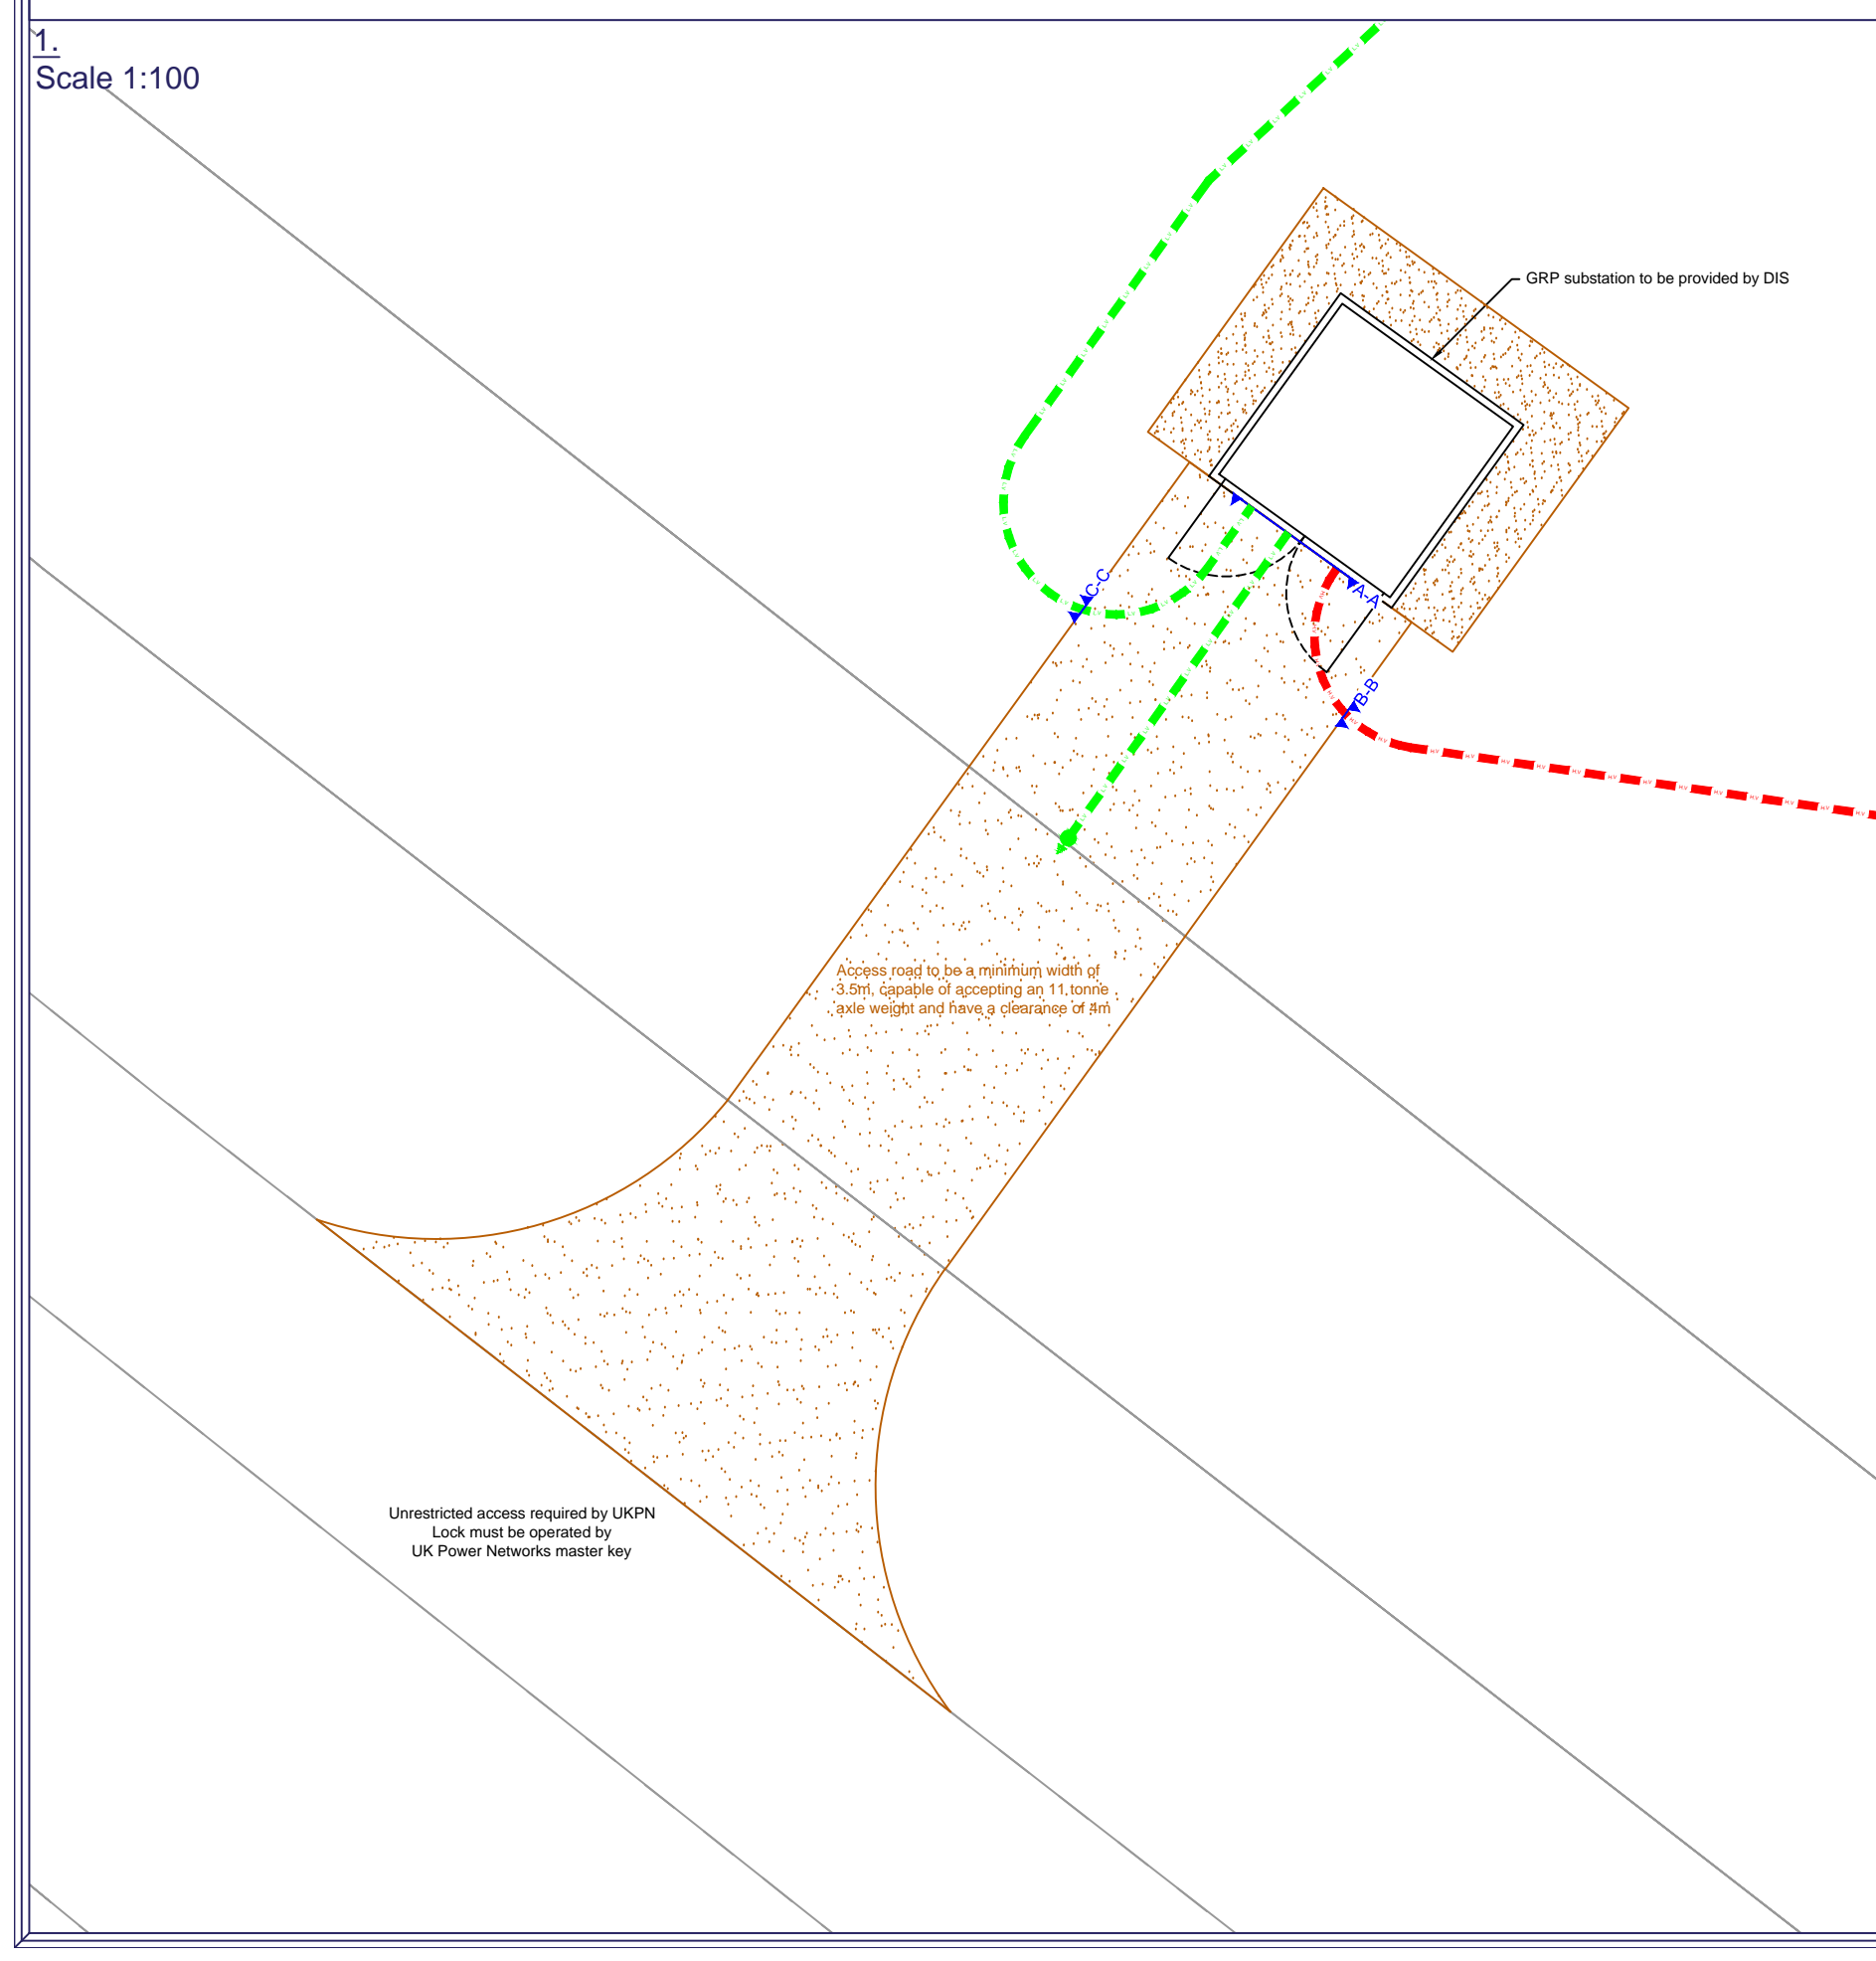 1.
Scale 1:100
GRP substation to be provided by DIS
C-C
A-A
B-B
Access road to be a minimum width of
3.5m, capable of accepting an 11 tonne
axle weight and have a clearance of 4m
Unrestricted access required by UKPN
Lock must be operated by
UK Power Networks master key